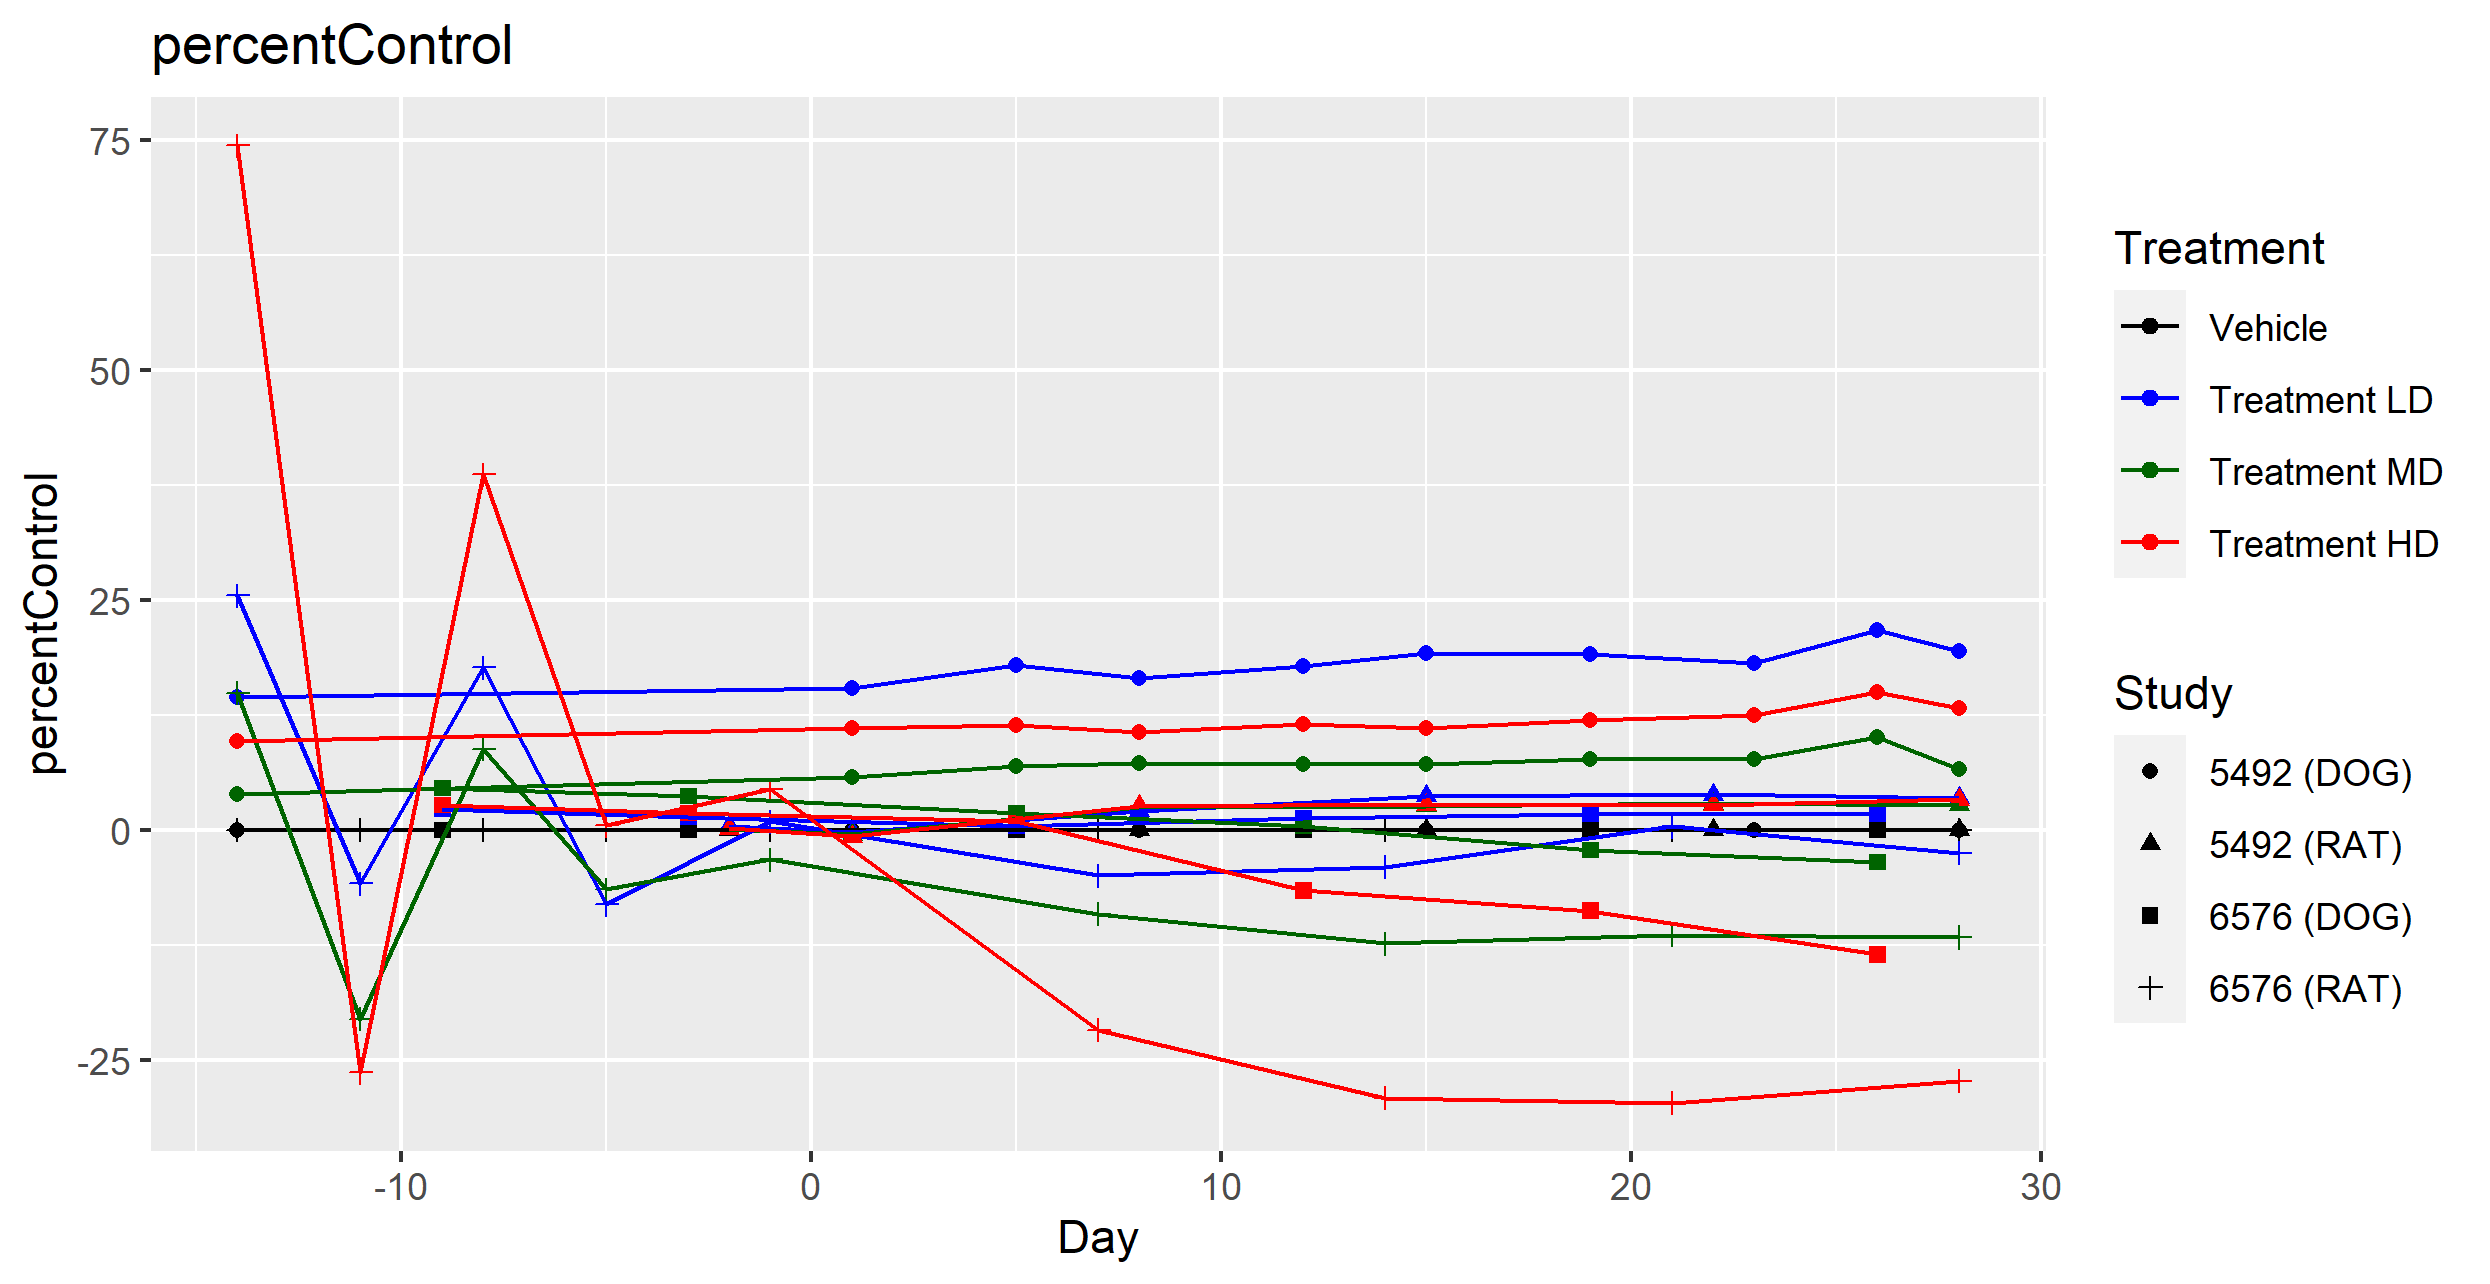 percentControl
percentControl
75
50
25
0
-25
-10
0
10
20
30
Day
Treatment
Vehicle
Treatment LD
Treatment MD
Treatment HD
Study
5492 (DOG)
5492 (RAT)
6576 (DOG)
6576 (RAT)